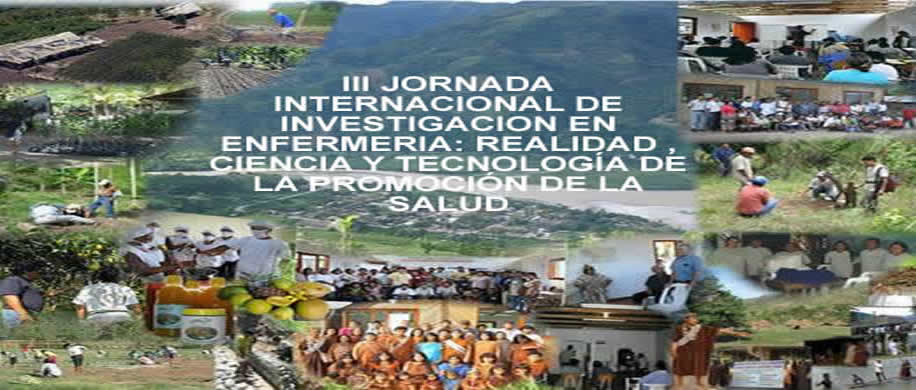 III JORNADA
INTERNACIONAL DE
INVESTIGACION EN
ENFERMERIA: REALIDAD ,
CIENCIA Y TECNOLOGÍA DE
LA PROMOCIÓN DE LA
SALUD